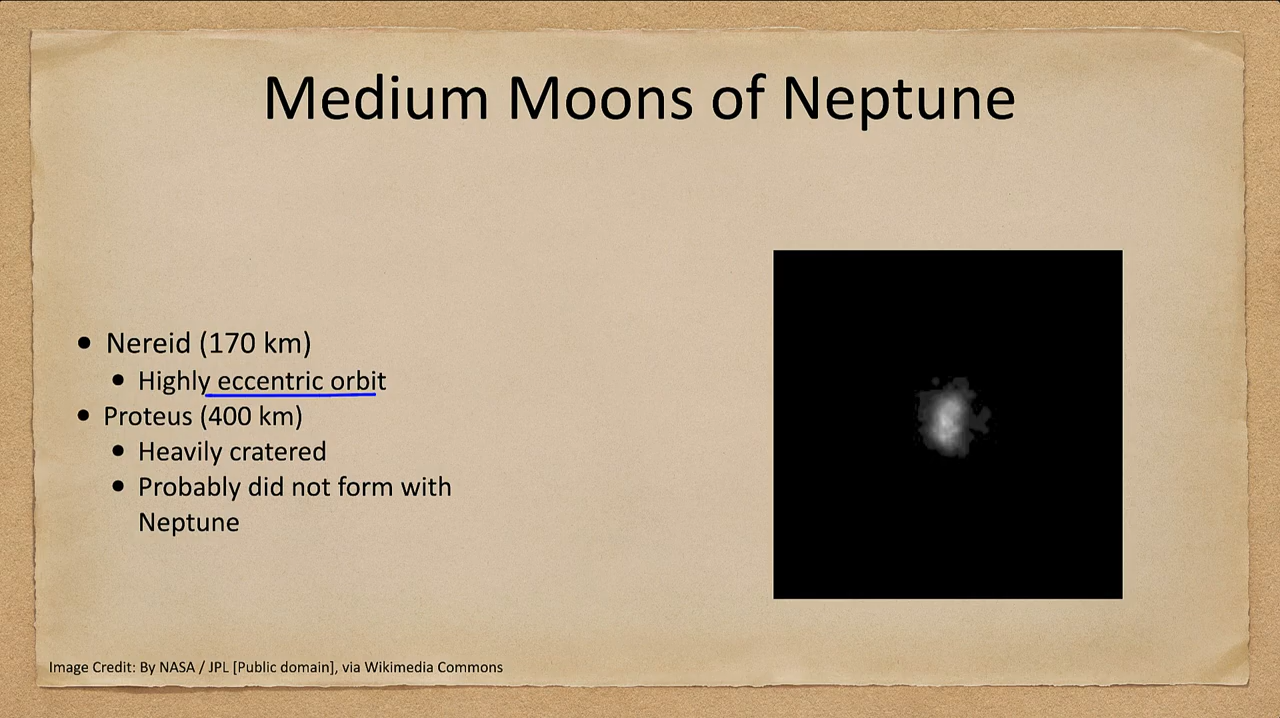 Medium Moons of Neptune
• Nereid (170 km)
• Highly eccentric orbit
• Proteus (400 km)
• Heavily cratered
• Probably did not form with
Neptune
Image Credit: By NASA / JPL [Public domain], via Wikimedia Commons